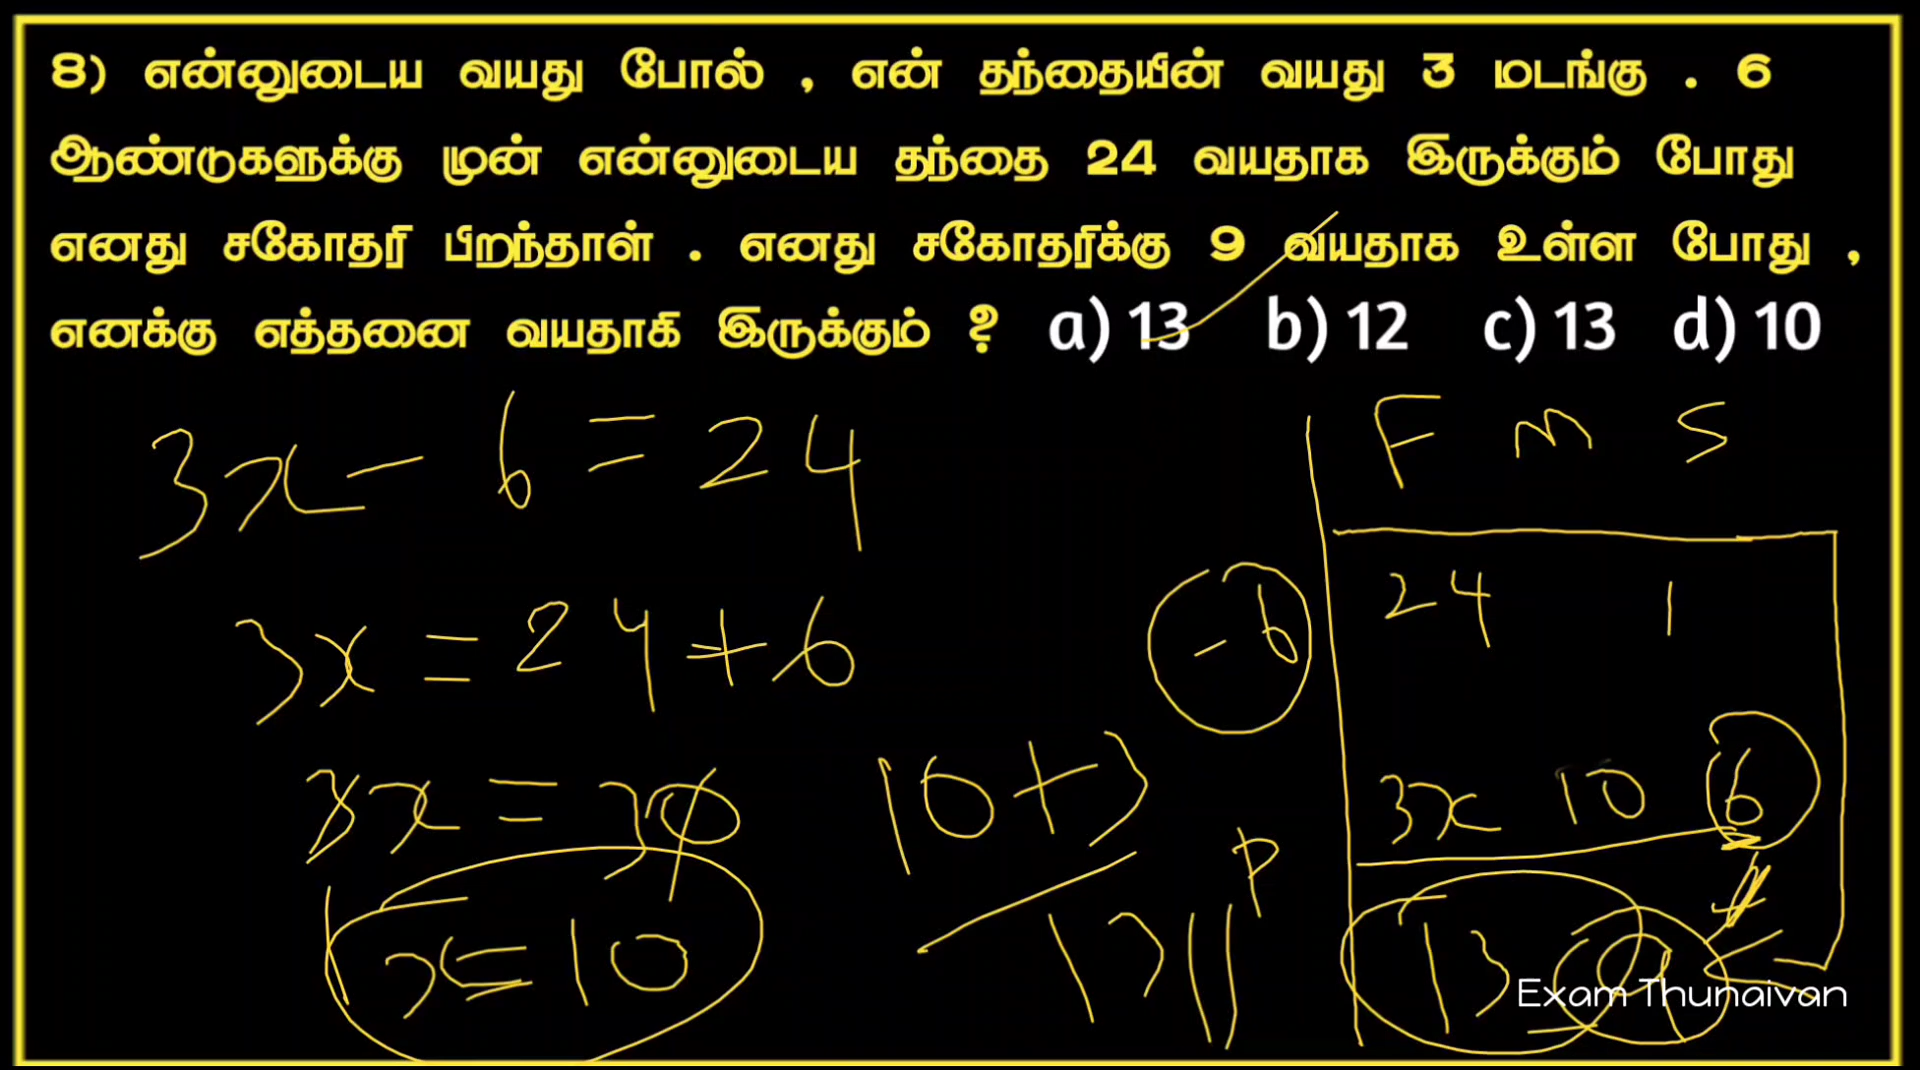 8) என்னுடைய வயது போல் , என் தந்தையின் வயது 3 மடங்கு . 6
ஆண்டுகளுக்கு முன் என்னுடைய தந்தை 24 வயதாக இருக்கும் போது
எனது சகோதரி பிறந்தாள் . எனது சகோதரிக்கு 9 வயதாக உள்ள போது ,
எனக்கு எத்தனை வயதாகி இருக்கும் ? a) 13 b) 12 c) 13 d) 10
3x - 6 = 24
F m S
24 1
- 6
3x = 24 + 6
3x = 30
10 + 3
3x 10 6
x = 10
13
13 9
Exam Thunaivan